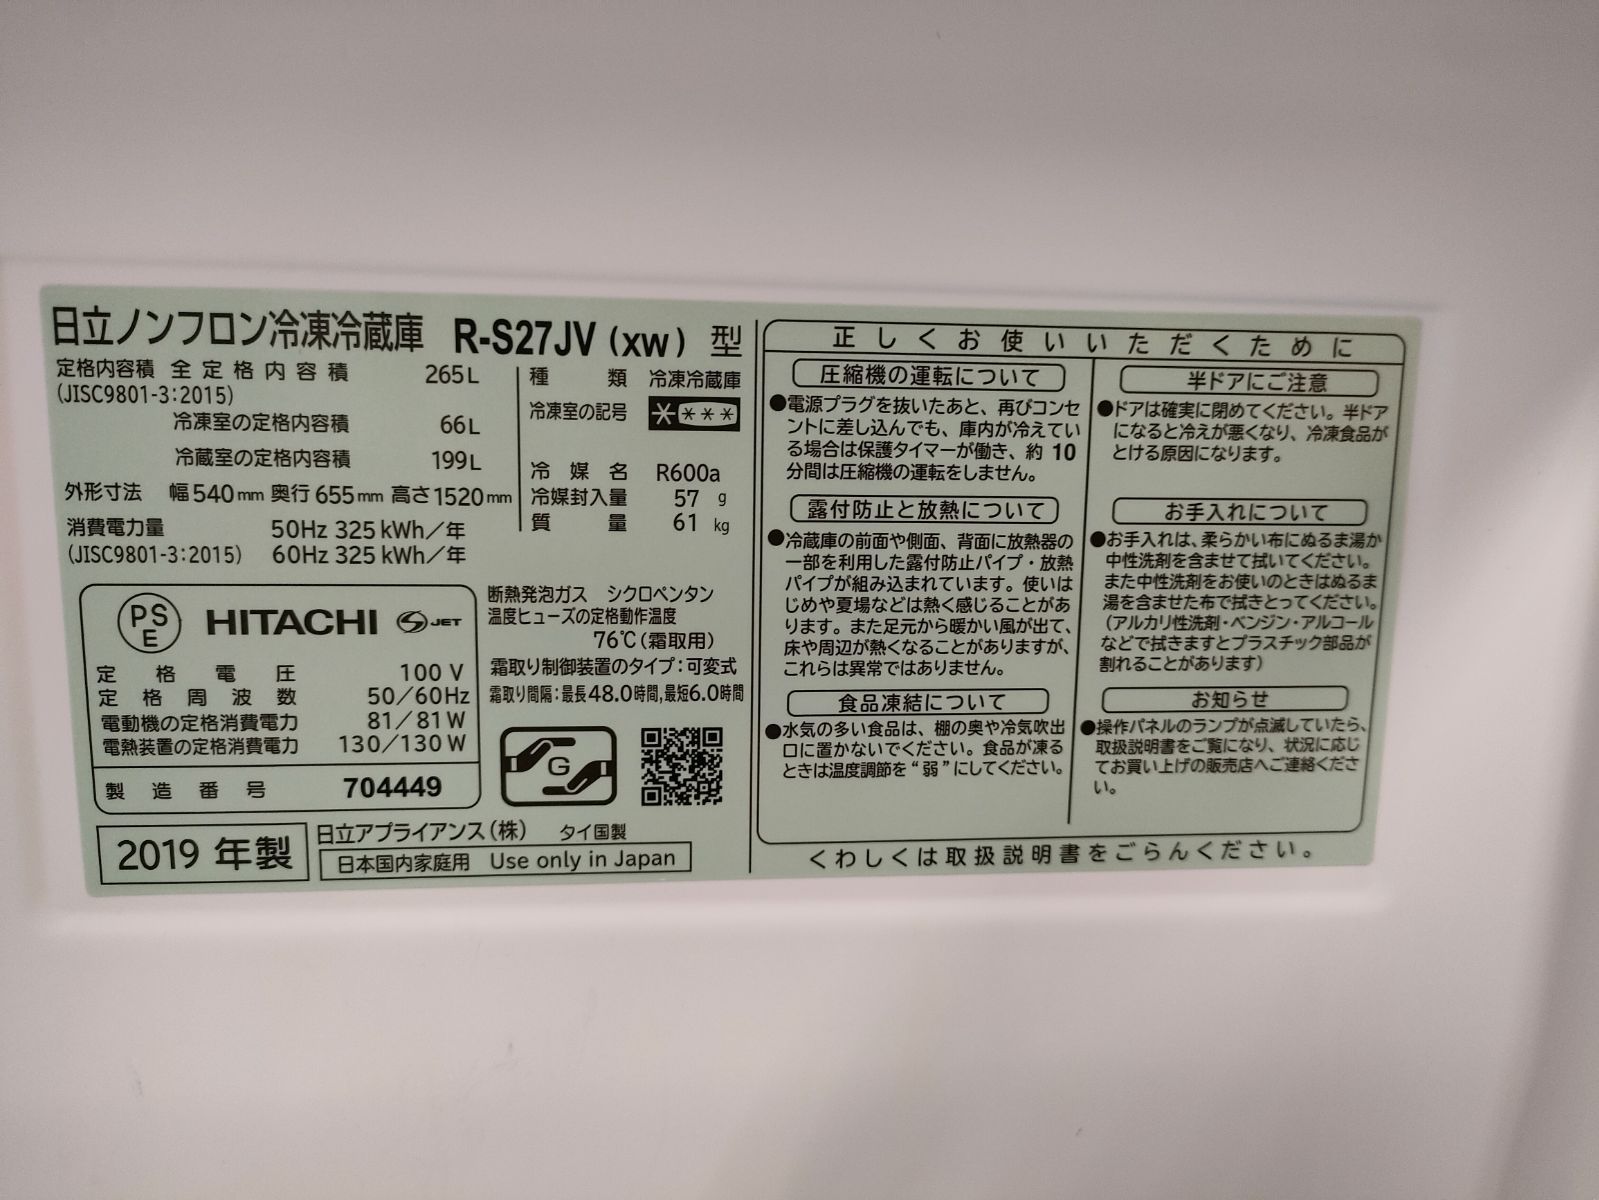 日立ノンフロン冷凍冷蔵庫 R-S27JV(XW) 型
定格内容積 全定格内容積 265L
(JISC9801-3:2015)
冷凍室の定格内容積 66L
冷蔵室の定格内容積 199L
外形寸法 幅540mm 奥行655mm 高さ1520mm
消費電力量 50Hz 325kWh/年
(JISC9801-3:2015) 60Hz 325kWh/年
種類 冷凍冷蔵庫
冷凍室の記号 ****
冷媒名 R600a
冷媒封入量 57 g
質量 61 kg
PS
E
HITACHI S JET
定格電圧 100V
定格周波数 50/60Hz
電動機の定格消費電力 81/81W
電熱装置の定格消費電力 130/130W
製造番号 704449
断熱発泡ガス シクロペンタン
温度ヒューズの定格動作温度
76℃(霜取用)
霜取り制御装置のタイプ:可変式
霜取り間隔:最長48.0時間,最短6.0時間
G
2019 年製
日立アプライアンス(株) タイ国製
日本国内家庭用 Use only in Japan
正しくお使いいただくために
圧縮機の運転について
●電源プラグを抜いたあと、再びコンセ
ントに差し込んでも、庫内が冷えてい
る場合は保護タイマーが働き、約10
分間は圧縮機の運転をしません。
露付防止と放熱について
●冷蔵庫の前面や側面、背面に放熱器の
一部を利用した露付防止パイプ・放熱
パイプが組み込まれています。使いは
じめや夏場などは熱く感じることがあ
ります。また足元から暖かい風が出て、
床や周辺が熱くなることがありますが、
これらは異常ではありません。
食品凍結について
●水気の多い食品は、棚の奥や冷気吹出
口に置かないでください。食品が凍る
ときは温度調節を“弱”にしてください。
半ドアにご注意
●ドアは確実に閉めてください。半ドア
になると冷えが悪くなり、冷凍食品が
とける原因になります。
お手入れについて
●お手入れは、柔らかい布にぬるま湯か
中性洗剤を含ませて拭いてください。
また中性洗剤をお使いのときはぬるま
湯を含ませた布で拭きとってください。
(アルカリ性洗剤・ベンジン・アルコール
などで拭きますとプラスチック部品が
割れることがあります)
お知らせ
●操作パネルのランプが点滅していたら、
取扱説明書をご覧になり、状況に応じ
てお買い上げの販売店へご連絡くださ
い。
くわしくは取扱説明書をごらんください。